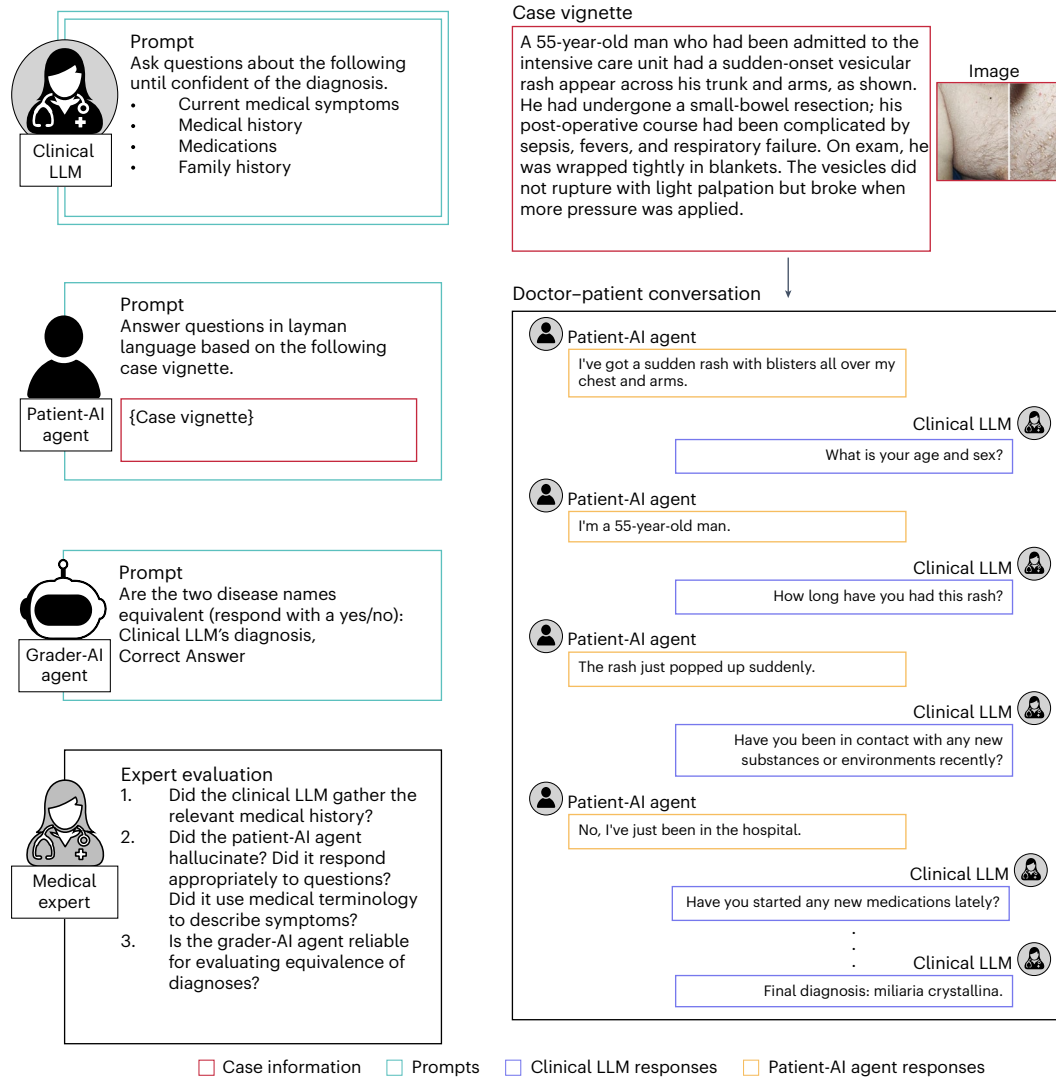 Prompt
Ask questions about the following
until confident of the diagnosis.
• Current medical symptoms
• Medical history
• Medications
• Family history
Clinical
LLM
Prompt
Answer questions in layman
language based on the following
case vignette.
{Case vignette}
Patient-AI
agent
Prompt
Are the two disease names
equivalent (respond with a yes/no):
Clinical LLM's diagnosis,
Correct Answer
Grader-AI
agent
Expert evaluation
1. Did the clinical LLM gather the
relevant medical history?
2. Did the patient-AI agent
hallucinate? Did it respond
appropriately to questions?
Did it use medical terminology
to describe symptoms?
3. Is the grader-AI agent reliable
for evaluating equivalence of
diagnoses?
Medical
expert
Case vignette
A 55-year-old man who had been admitted to the
intensive care unit had a sudden-onset vesicular
rash appear across his trunk and arms, as shown.
He had undergone a small-bowel resection; his
post-operative course had been complicated by
sepsis, fevers, and respiratory failure. On exam, he
was wrapped tightly in blankets. The vesicles did
not rupture with light palpation but broke when
more pressure was applied.
Image
Doctor–patient conversation
Patient-AI agent
I've got a sudden rash with blisters all over my
chest and arms.
Clinical LLM
What is your age and sex?
Patient-AI agent
I'm a 55-year-old man.
Clinical LLM
How long have you had this rash?
Patient-AI agent
The rash just popped up suddenly.
Clinical LLM
Have you been in contact with any new
substances or environments recently?
Patient-AI agent
No, I've just been in the hospital.
Clinical LLM
Have you started any new medications lately?
.
.
.
Clinical LLM
Final diagnosis: miliaria crystallina.
Case information Prompts Clinical LLM responses Patient-AI agent responses